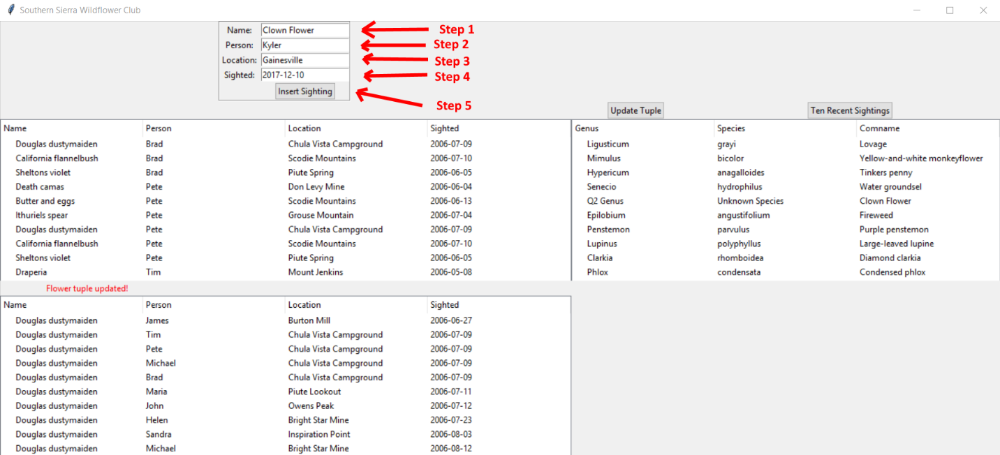 Southern Sierra Wildflower Club
Name: Clown Flower Step 1
Person: Kyler Step 2
Location: Gainesville Step 3
Sighted: 2017-12-10 Step 4
Insert Sighting Step 5
Update Tuple Ten Recent Sightings
Name Person Location Sighted Genus Species Comname
Douglas dustymaiden Brad Chula Vista Campground 2006-07-09 Ligusticum grayi Lovage
California flannelbush Brad Scodie Mountains 2006-07-10 Mimulus bicolor Yellow-and-white monkeyflower
Sheltons violet Brad Piute Spring 2006-06-05 Hypericum anagalloides Tinkers penny
Death camas Pete Don Levy Mine 2006-06-04 Senecio hydrophilus Water groundsel
Butter and eggs Pete Scodie Mountains 2006-06-13 Q2 Genus Unknown Species Clown Flower
Ithuriels spear Pete Grouse Mountain 2006-07-04 Epilobium angustifolium Fireweed
Douglas dustymaiden Pete Chula Vista Campground 2006-07-09 Penstemon parvulus Purple penstemon
California flannelbush Pete Scodie Mountains 2006-07-10 Lupinus polyphyllus Large-leaved lupine
Sheltons violet Pete Piute Spring 2006-06-05 Clarkia rhomboidea Diamond clarkia
Draperia Tim Mount Jenkins 2006-05-08 Phlox condensata Condensed phlox
Flower tuple updated!
Name Person Location Sighted
Douglas dustymaiden James Burton Mill 2006-06-27
Douglas dustymaiden Tim Chula Vista Campground 2006-07-09
Douglas dustymaiden Pete Chula Vista Campground 2006-07-09
Douglas dustymaiden Michael Chula Vista Campground 2006-07-09
Douglas dustymaiden Brad Chula Vista Campground 2006-07-09
Douglas dustymaiden Maria Piute Lookout 2006-07-11
Douglas dustymaiden John Owens Peak 2006-07-12
Douglas dustymaiden Helen Bright Star Mine 2006-07-23
Douglas dustymaiden Sandra Inspiration Point 2006-08-03
Douglas dustymaiden Michael Bright Star Mine 2006-08-12